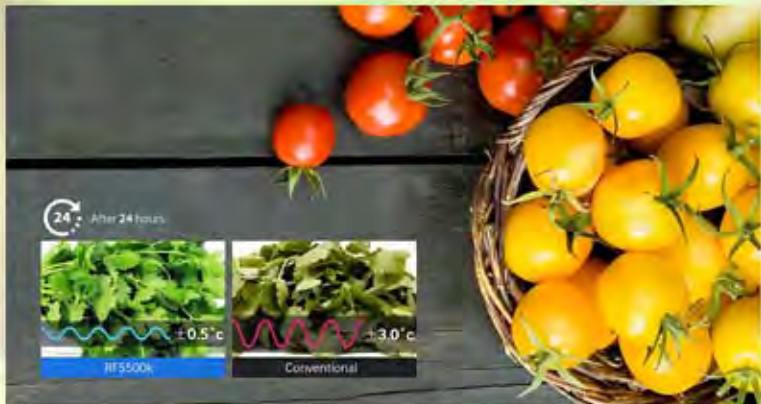 24 After 24 hours
±0.5˚c
±3.0˚c
RF5500k
Conventional